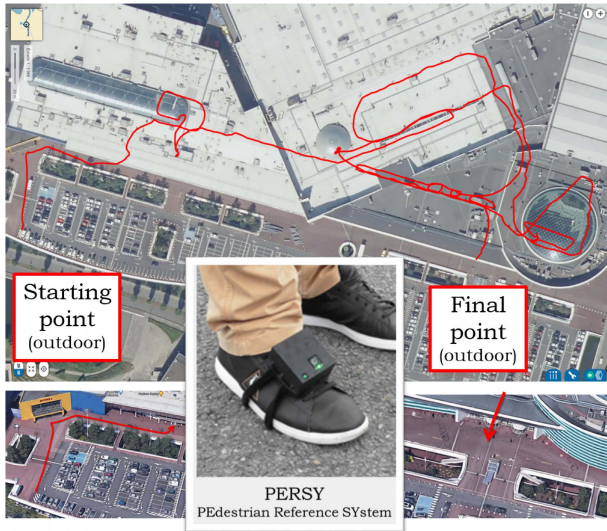 Starting
point
(outdoor)
Final
point
(outdoor)
PERSY
PEdestrian Reference SYstem